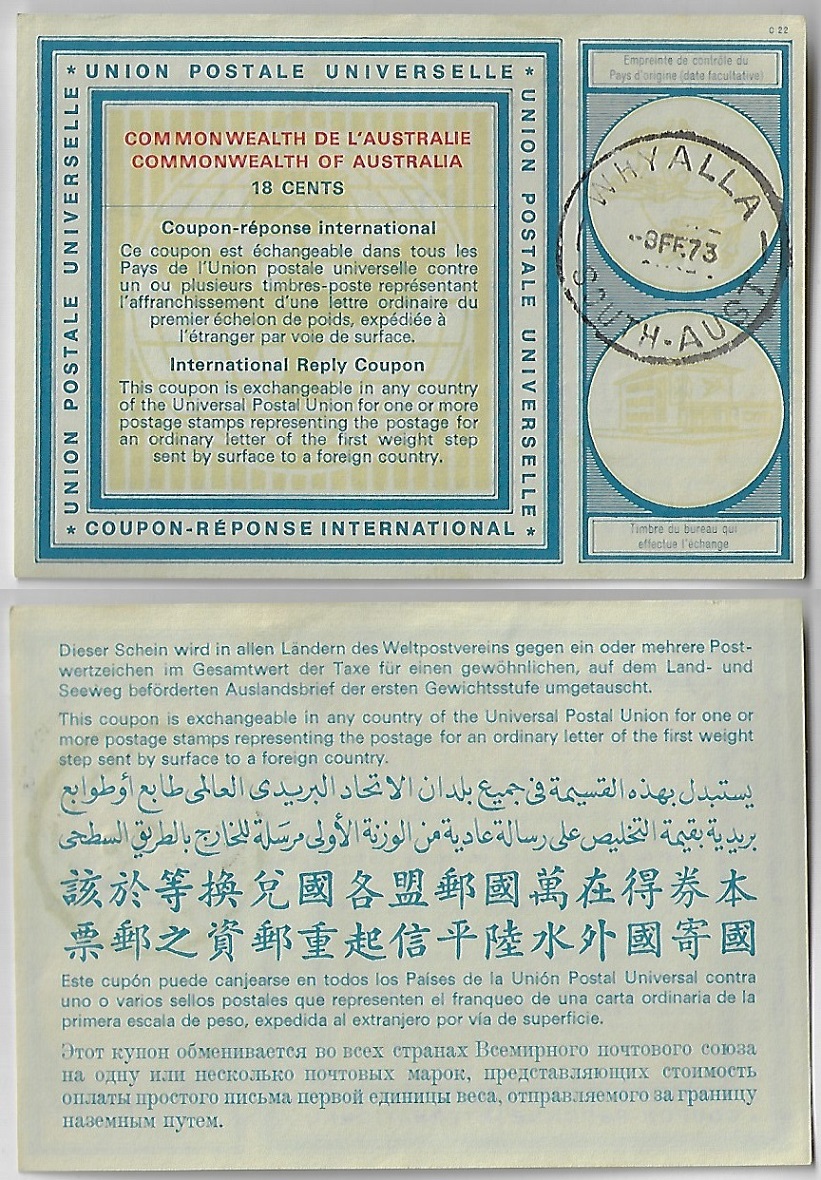 C 22
* UNION POSTALE UNIVERSELLE *
UNION POSTALE UNIVERSELLE
UNION POSTALE UNIVERSELLE
COMMONWEALTH DE L'AUSTRALIE
COMMONWEALTH OF AUSTRALIA
18 CENTS
Coupon-réponse international
Ce coupon est échangeable dans tous les
Pays de l'Union postale universelle contre
un ou plusieurs timbres-poste représentant
l'affranchissement d'une lettre ordinaire du
premier échelon de poids, expédiée à
l'étranger par voie de surface.
International Reply Coupon
This coupon is exchangeable in any country
of the Universal Postal Union for one or more
postage stamps representing the postage for
an ordinary letter of the first weight step
sent by surface to a foreign country.
* COUPON-RÉPONSE INTERNATIONAL *
Empreinte de contrôle du
Pays d'origine (date facultative)
WHYALLA
-8FE73
SOUTH-AUST
Timbre du bureau qui
effectue l'échange
Dieser Schein wird in allen Ländern des Weltpostvereins gegen ein oder mehrere Post-
wertzeichen im Gesamtwert der Taxe für einen gewöhnlichen, auf dem Land- und
Seeweg beförderten Auslandsbrief der ersten Gewichtsstufe umgetauscht.
This coupon is exchangeable in any country of the Universal Postal Union for one or
more postage stamps representing the postage for an ordinary letter of the first weight
step sent by surface to a foreign country.
يستبدل بهذه القسيمة فى جميع بلدان الاتحاد البريدى العالمى طابع أو طوابع
بريدية بقيمة التخليص على رسالة عادية من الوزنة الأولى مرسَلة للخارج بالطريق السطحى
本券得在萬國郵盟各國兌換等於該
國寄國外水陸平信起重郵資之郵票
Este cupón puede canjearse en todos los Países de la Unión Postal Universal contra
uno o varios sellos postales que representen el franqueo de una carta ordinaria de la
primera escala de peso, expedida al extranjero por vía de superficie.
Этот купон обменивается во всех странах Всемирного почтового союза
на одну или несколько почтовых марок, представляющих стоимость
оплаты простого письма первой единицы веса, отправляемого за границу
наземным путем.